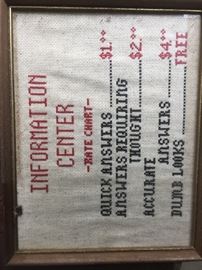 INFORMATION
CENTER
-RATE CHART-
QUICK ANSWERS ........ $1.00
ANSWERS REQUIRING
THOUGHT ........ $2.00
ACCURATE
ANSWERS ........ $4.00
DUMB LOOKS ........ FREE